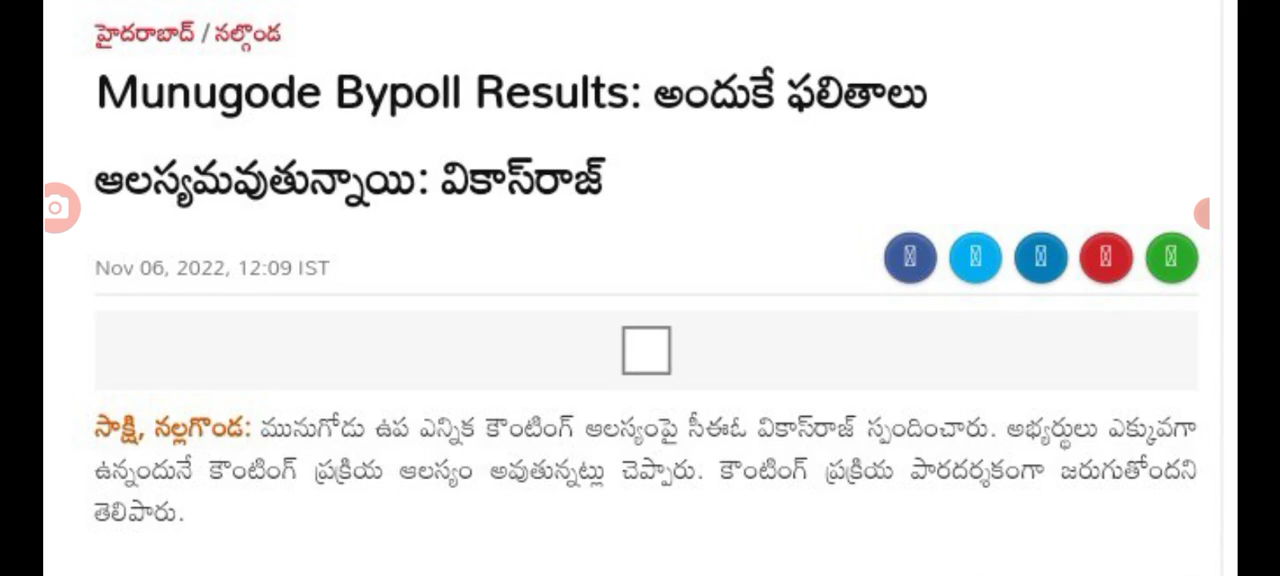 హైదరాబాద్ / నల్గొండ
Munugode Bypoll Results: అందుకే ఫలితాలు
ఆలస్యమవుతున్నాయి: వికాస్‌రాజ్‌
Nov 06, 2022, 12:09 IST
సాక్షి, నల్లగొండ: మునుగోడు ఉప ఎన్నిక కౌంటింగ్‌ ఆలస్యంపై సీఈఓ వికాస్‌రాజ్‌ స్పందించారు. అభ్యర్థులు ఎక్కువగా
ఉన్నందునే కౌంటింగ్‌ ప్రక్రియ ఆలస్యం అవుతున్నట్లు చెప్పారు. కౌంటింగ్‌ ప్రక్రియ పారదర్శకంగా జరుగుతోందని
తెలిపారు.